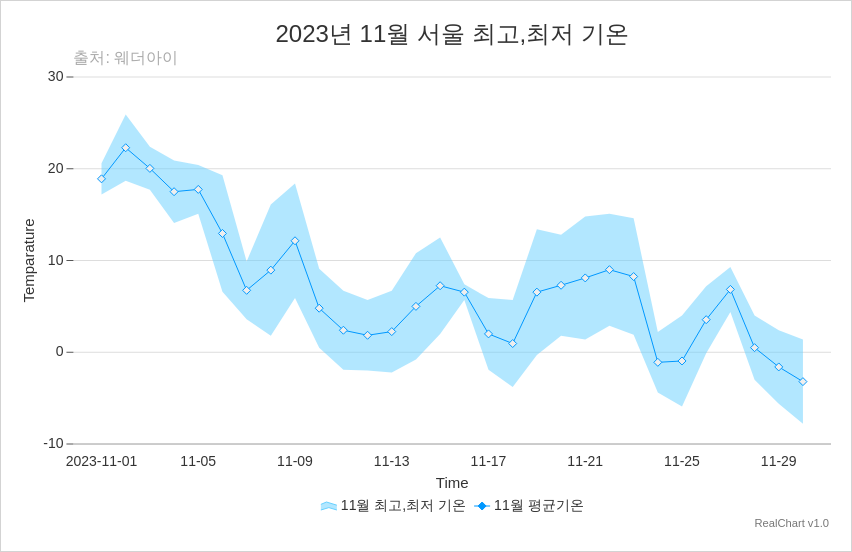 2023년 11월 서울 최고,최저 기온
출처: 웨더아이
30
20
10
0
-10
Temparature
2023-11-01 11-05 11-09 11-13 11-17 11-21 11-25 11-29
Time
11월 최고,최저 기온 11월 평균기온
RealChart v1.0